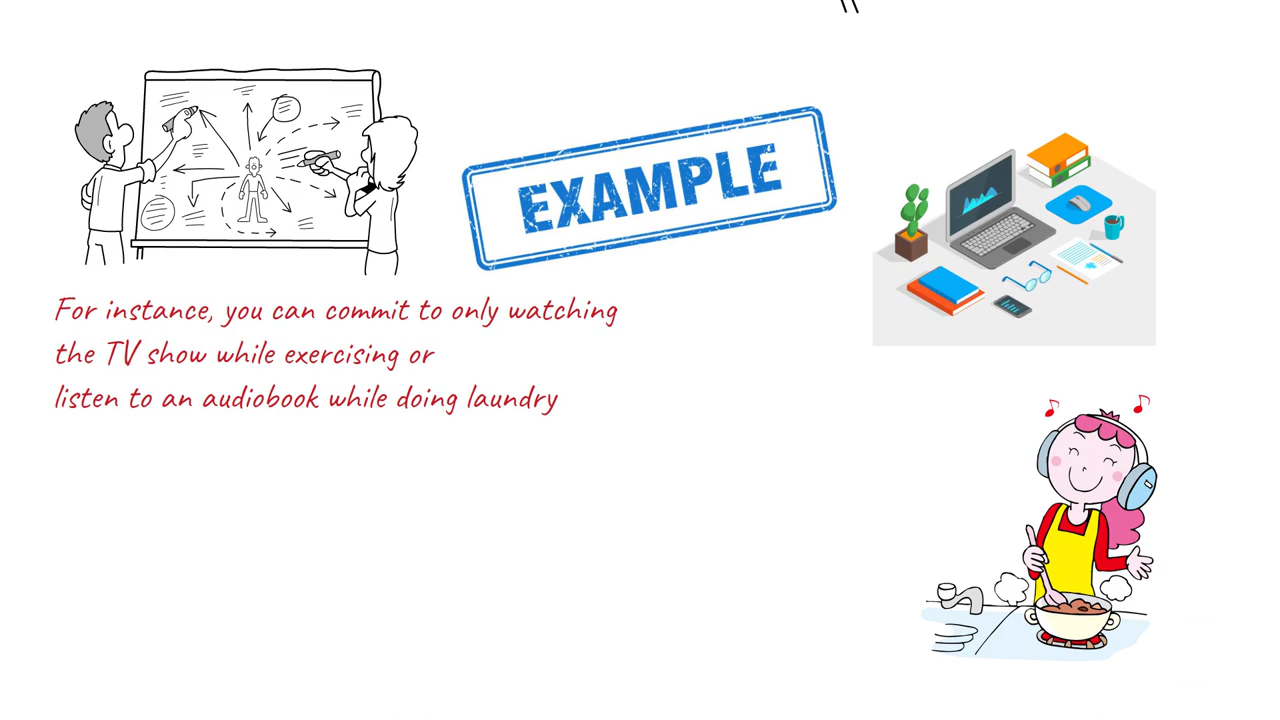 EXAMPLE
For instance, you can commit to only watching
the TV show while exercising or
listen to an audiobook while doing laundry